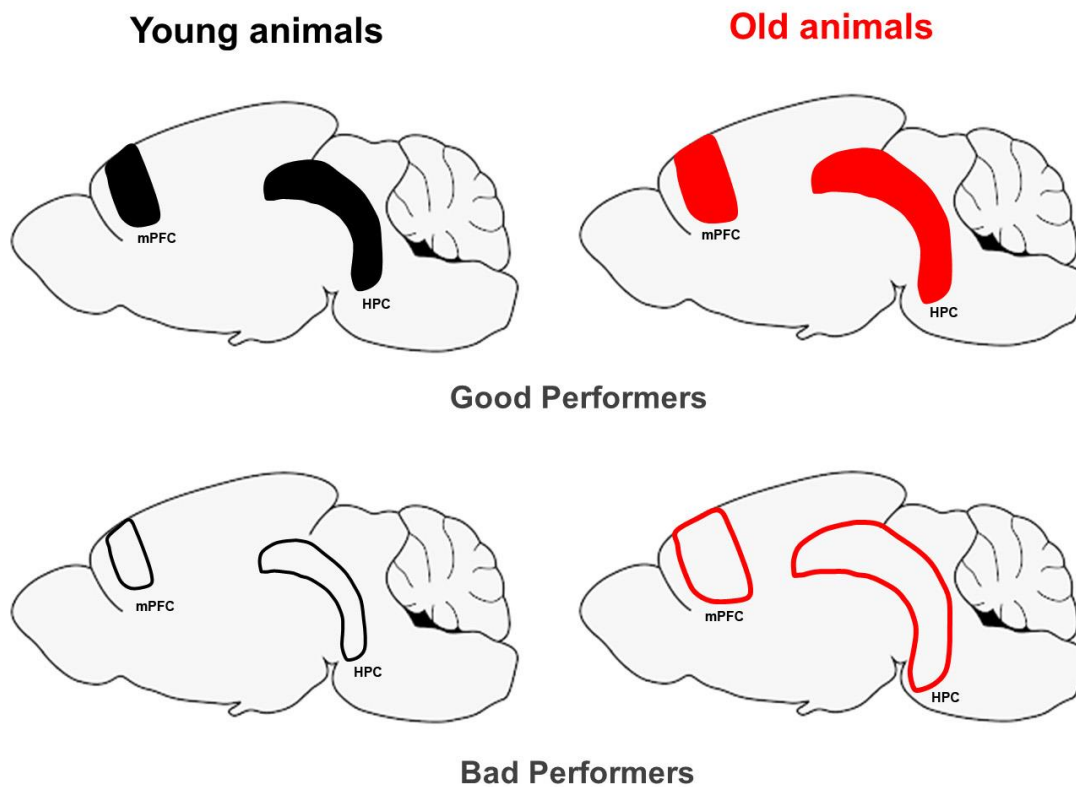 Young animals
Old animals
mPFC
HPC
mPFC
HPC
Good Performers
mPFC
HPC
mPFC
HPC
Bad Performers